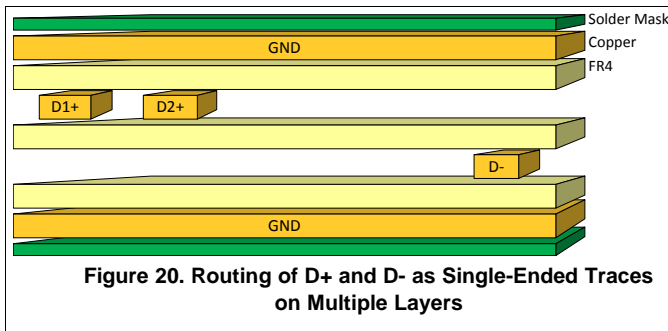 Solder Mask
GND
Copper
FR4
D1+
D2+
D-
GND
Figure 20. Routing of D+ and D- as Single-Ended Traces
on Multiple Layers